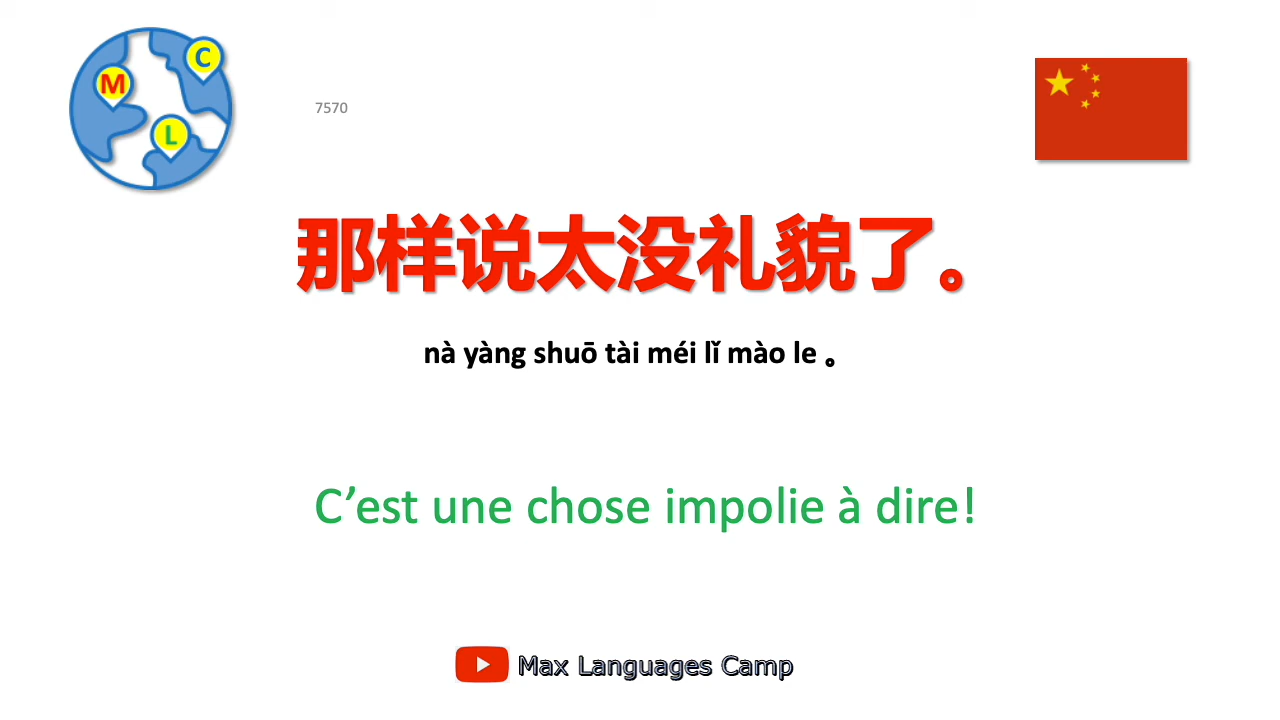 C
M
L
7570
那样说太没礼貌了。
nà yàng shuō tài méi lǐ mào le 。
C’est une chose impolie à dire!
Max Languages Camp